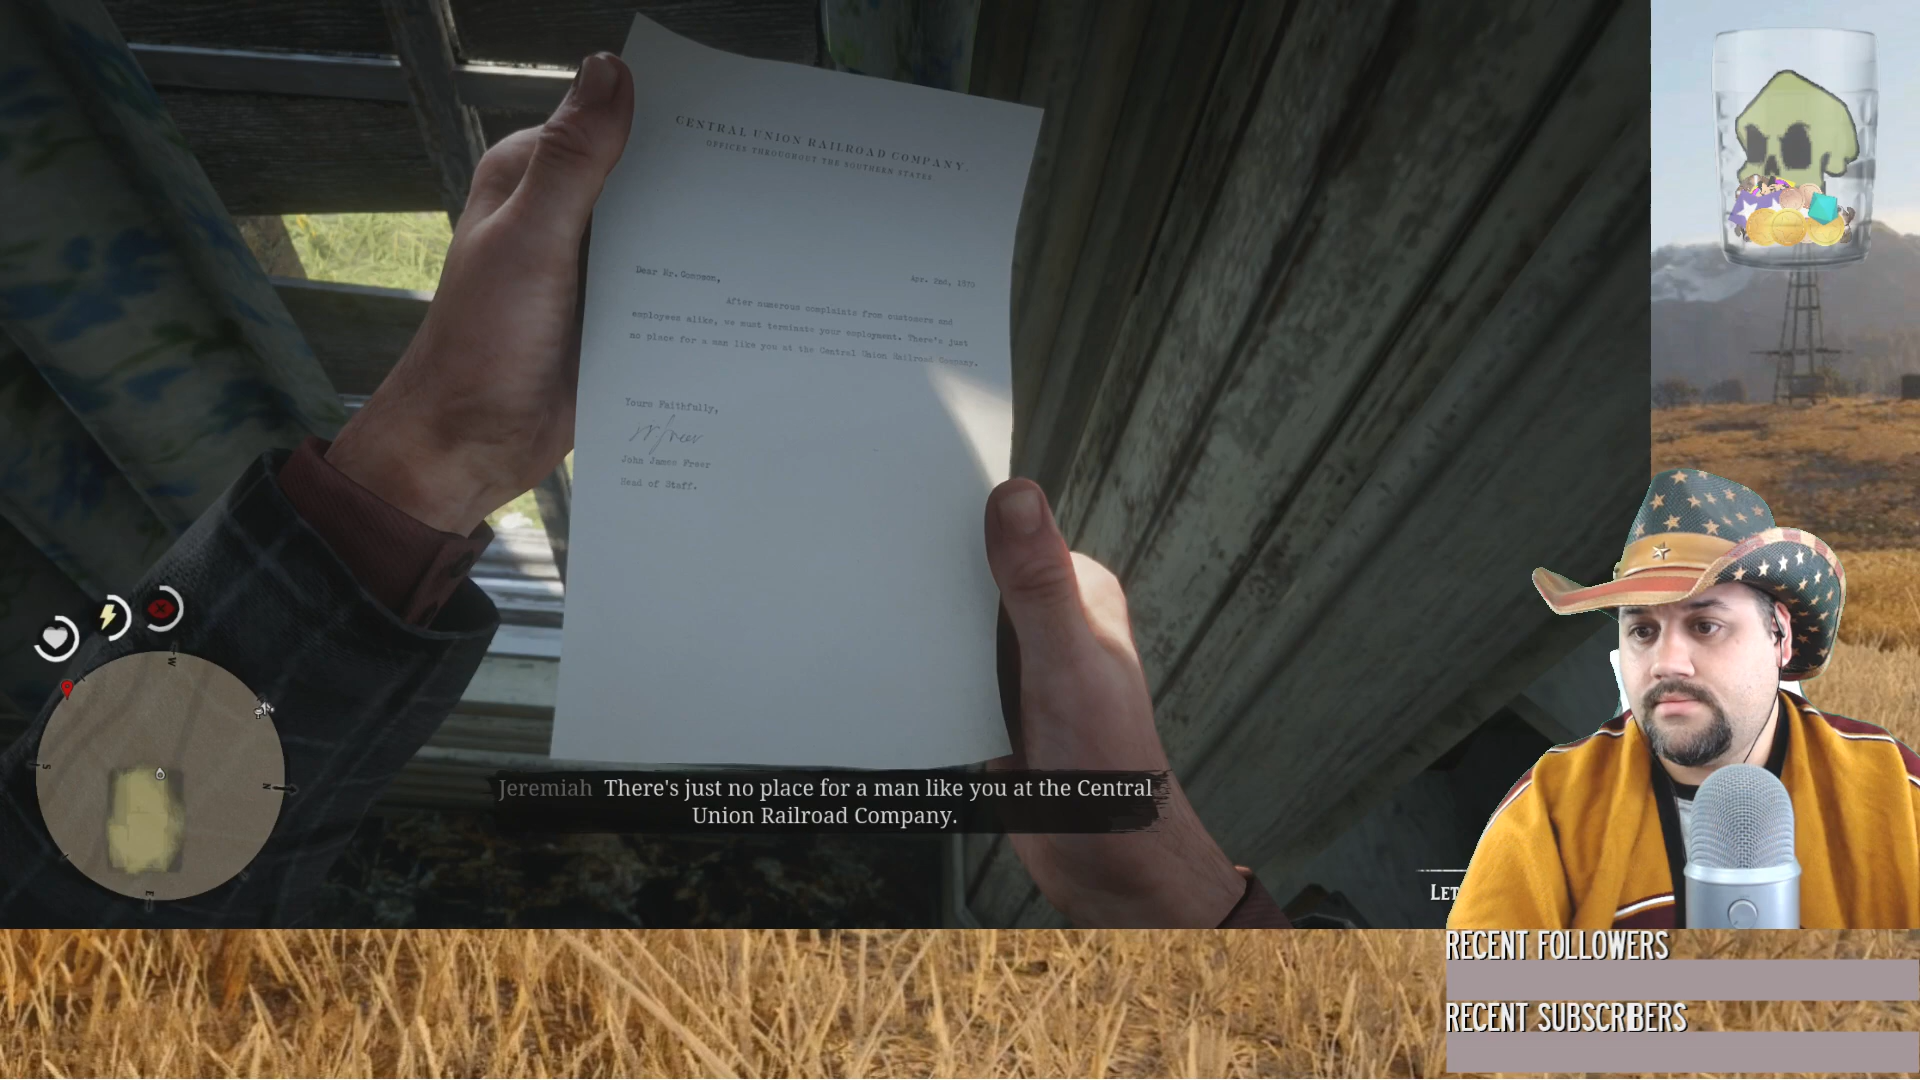 CENTRAL UNION RAILROAD COMPANY.
OFFICES THROUGHOUT THE SOUTHERN STATES
Dear Mr. Compson,
Apr. 2nd,
After numerous complaints from customers and
employees alike, we must terminate your employment. There's just
no place for a man like you at the Central Union Railroad Company.
Yours Faithfully,
John James Freer
Head of Staff.
W
S
N
E
Jeremiah There's just no place for a man like you at the Central
Union Railroad Company.
LET
RECENT FOLLOWERS
RECENT SUBSCRIBERS